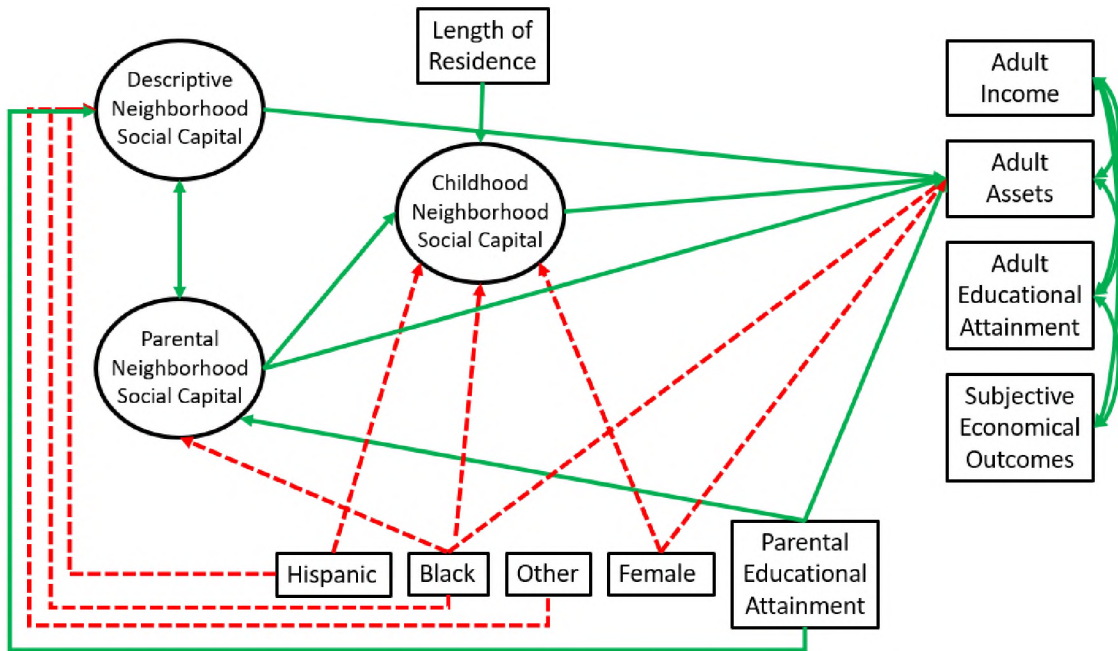 Length of
Residence
Descriptive
Neighborhood
Social Capital
Adult
Income
Adult
Assets
Childhood
Neighborhood
Social Capital
Adult
Educational
Attainment
Parental
Neighborhood
Social Capital
Subjective
Economical
Outcomes
Hispanic
Black
Other
Female
Parental
Educational
Attainment